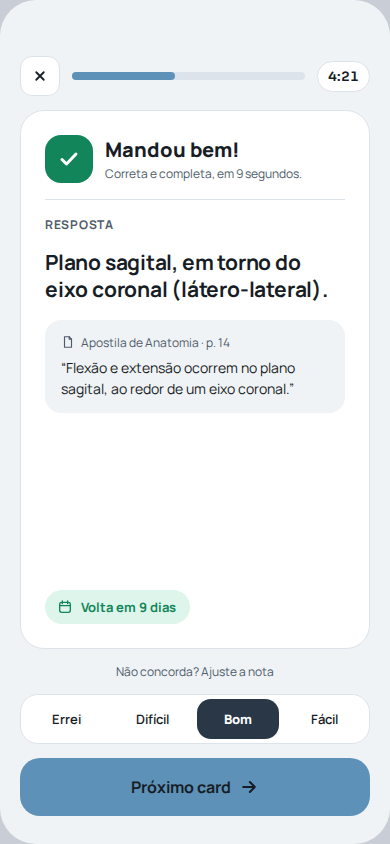 4:21
Mandou bem!
Correta e completa, em 9 segundos.
RESPOSTA
Plano sagital, em torno do
eixo coronal (látero-lateral).
Apostila de Anatomia · p. 14
“Flexão e extensão ocorrem no plano
sagital, ao redor de um eixo coronal.”
Volta em 9 dias
Não concorda? Ajuste a nota
Errei Difícil Bom Fácil
Próximo card